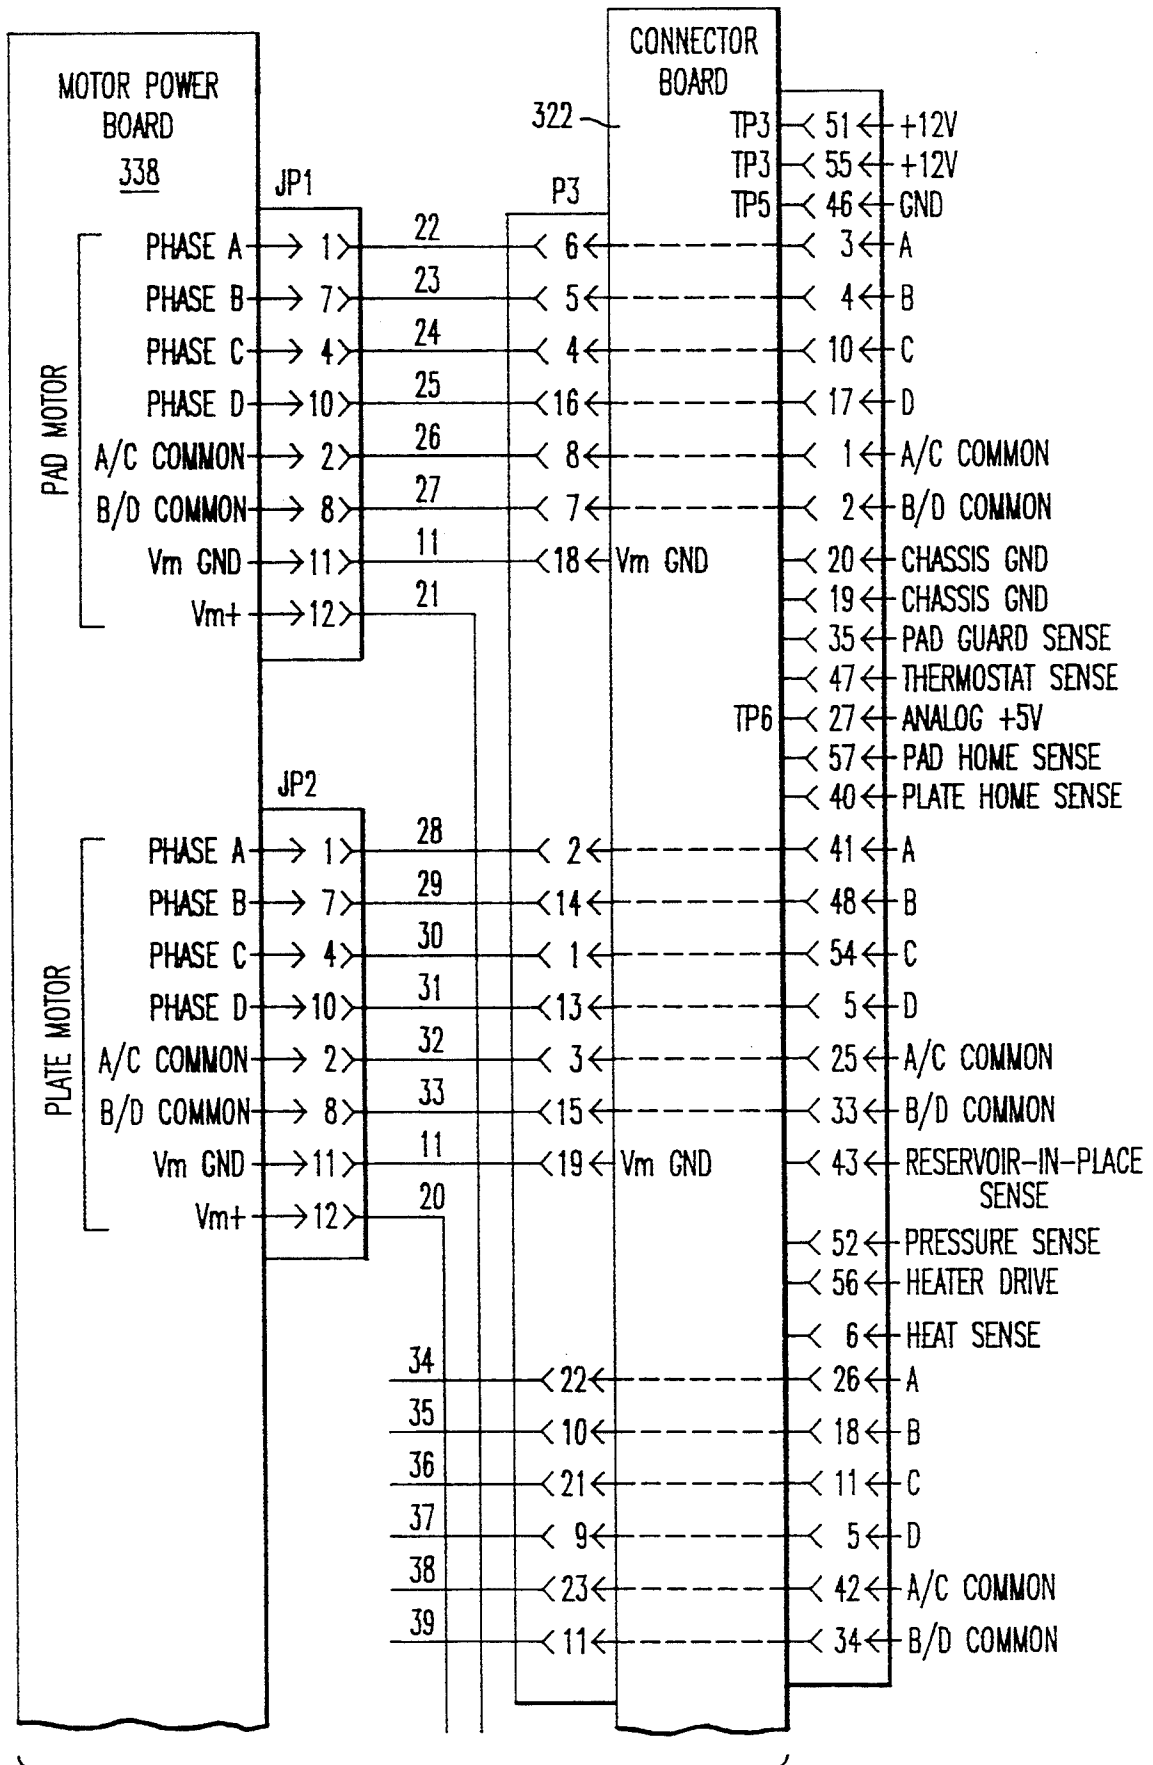 CONNECTOR
BOARD
MOTOR POWER
BOARD
338
322
TP3 51 +12V
TP3 55 +12V
TP5 46 GND
JP1
P3
PAD MOTOR
PHASE A 1 22 6 3 A
PHASE B 7 23 5 4 B
PHASE C 4 24 4 10 C
PHASE D 10 25 16 17 D
A/C COMMON 2 26 8 1 A/C COMMON
B/D COMMON 8 27 7 2 B/D COMMON
Vm GND 11 11 18 Vm GND 20 CHASSIS GND
19 CHASSIS GND
Vm+ 12 21
35 PAD GUARD SENSE
47 THERMOSTAT SENSE
TP6 27 ANALOG +5V
57 PAD HOME SENSE
40 PLATE HOME SENSE
JP2
PLATE MOTOR
PHASE A 1 28 2 41 A
PHASE B 7 29 14 48 B
PHASE C 4 30 1 54 C
PHASE D 10 31 13 5 D
A/C COMMON 2 32 3 25 A/C COMMON
B/D COMMON 8 33 15 33 B/D COMMON
Vm GND 11 11 19 Vm GND 43 RESERVOIR-IN-PLACE
SENSE
Vm+ 12 20
52 PRESSURE SENSE
56 HEATER DRIVE
6 HEAT SENSE
34 22 26 A
35 10 18 B
36 21 11 C
37 9 5 D
38 23 42 A/C COMMON
39 11 34 B/D COMMON